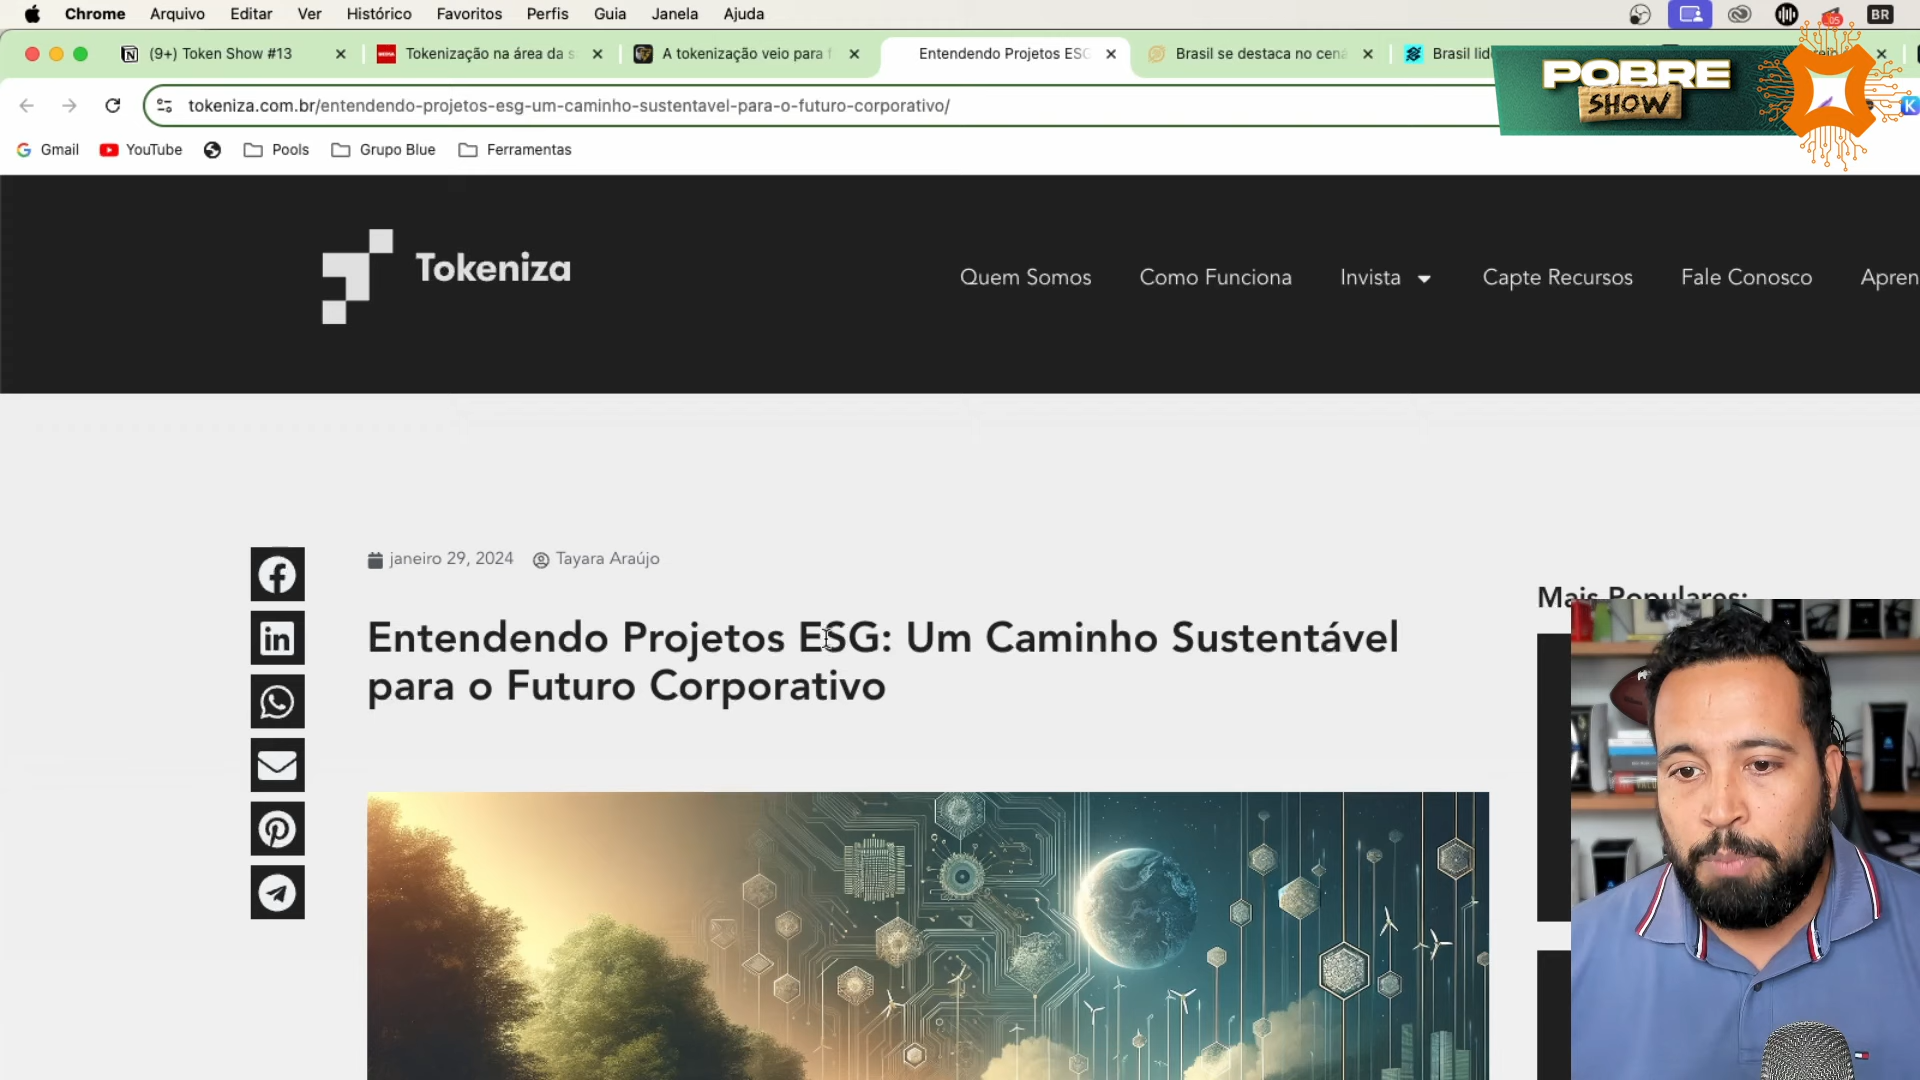 Chrome Arquivo Editar Ver Histórico Favoritos Perfis Guia Janela Ajuda BR
(9+) Token Show #13
Tokenização na área da s
A tokenização veio para f
Entendendo Projetos ESG
Brasil se destaca no cená
Brasil lid
POBRE
SHOW
tokeniza.com.br/entendendo-projetos-esg-um-caminho-sustentavel-para-o-futuro-corporativo/
K
Gmail YouTube Pools Grupo Blue Ferramentas
Tokeniza
Quem Somos Como Funciona Invista Capte Recursos Fale Conosco Apren
janeiro 29, 2024 Tayara Araújo
Entendendo Projetos ESG: Um Caminho Sustentável
para o Futuro Corporativo
Mais Populares: